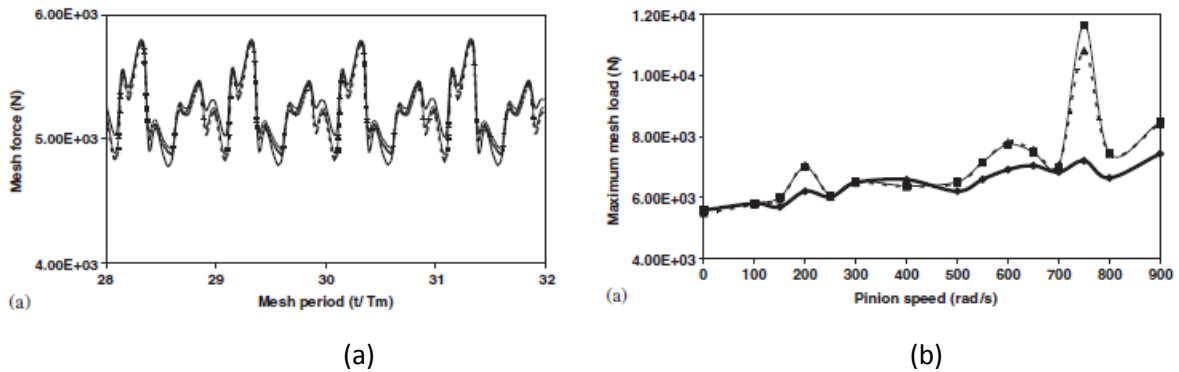 6.00E+03
5.00E+03
4.00E+03
Mesh force (N)
28 29 30 31 32
Mesh period (t/ Tm)
(a)
(a)
1.20E+04
1.00E+04
8.00E+03
6.00E+03
4.00E+03
Maximum mesh load (N)
0 100 200 300 400 500 600 700 800 900
Pinion speed (rad/s)
(a)
(b)